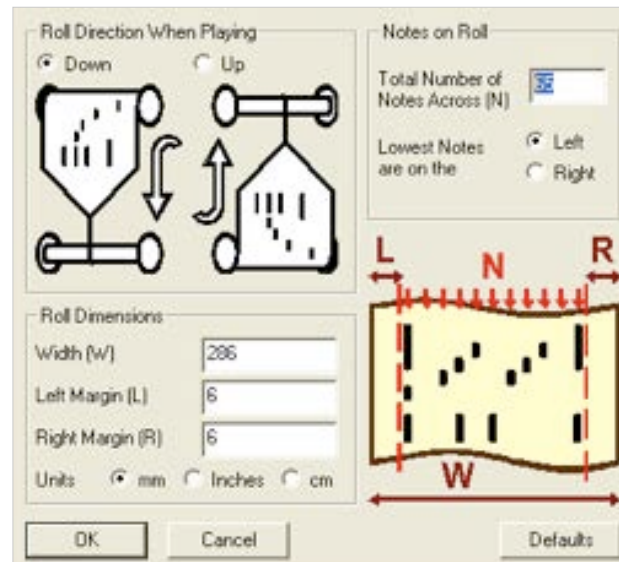 Roll Direction When Playing
Down
Up
Notes on Roll
Total Number of
Notes Across (N)
Lowest Notes
are on the
Left
Right
Roll Dimensions
Width (W)
286
Left Margin (L)
6
Right Margin (R)
6
Units
mm
Inches
cm
L
N
R
W
OK
Cancel
Defaults